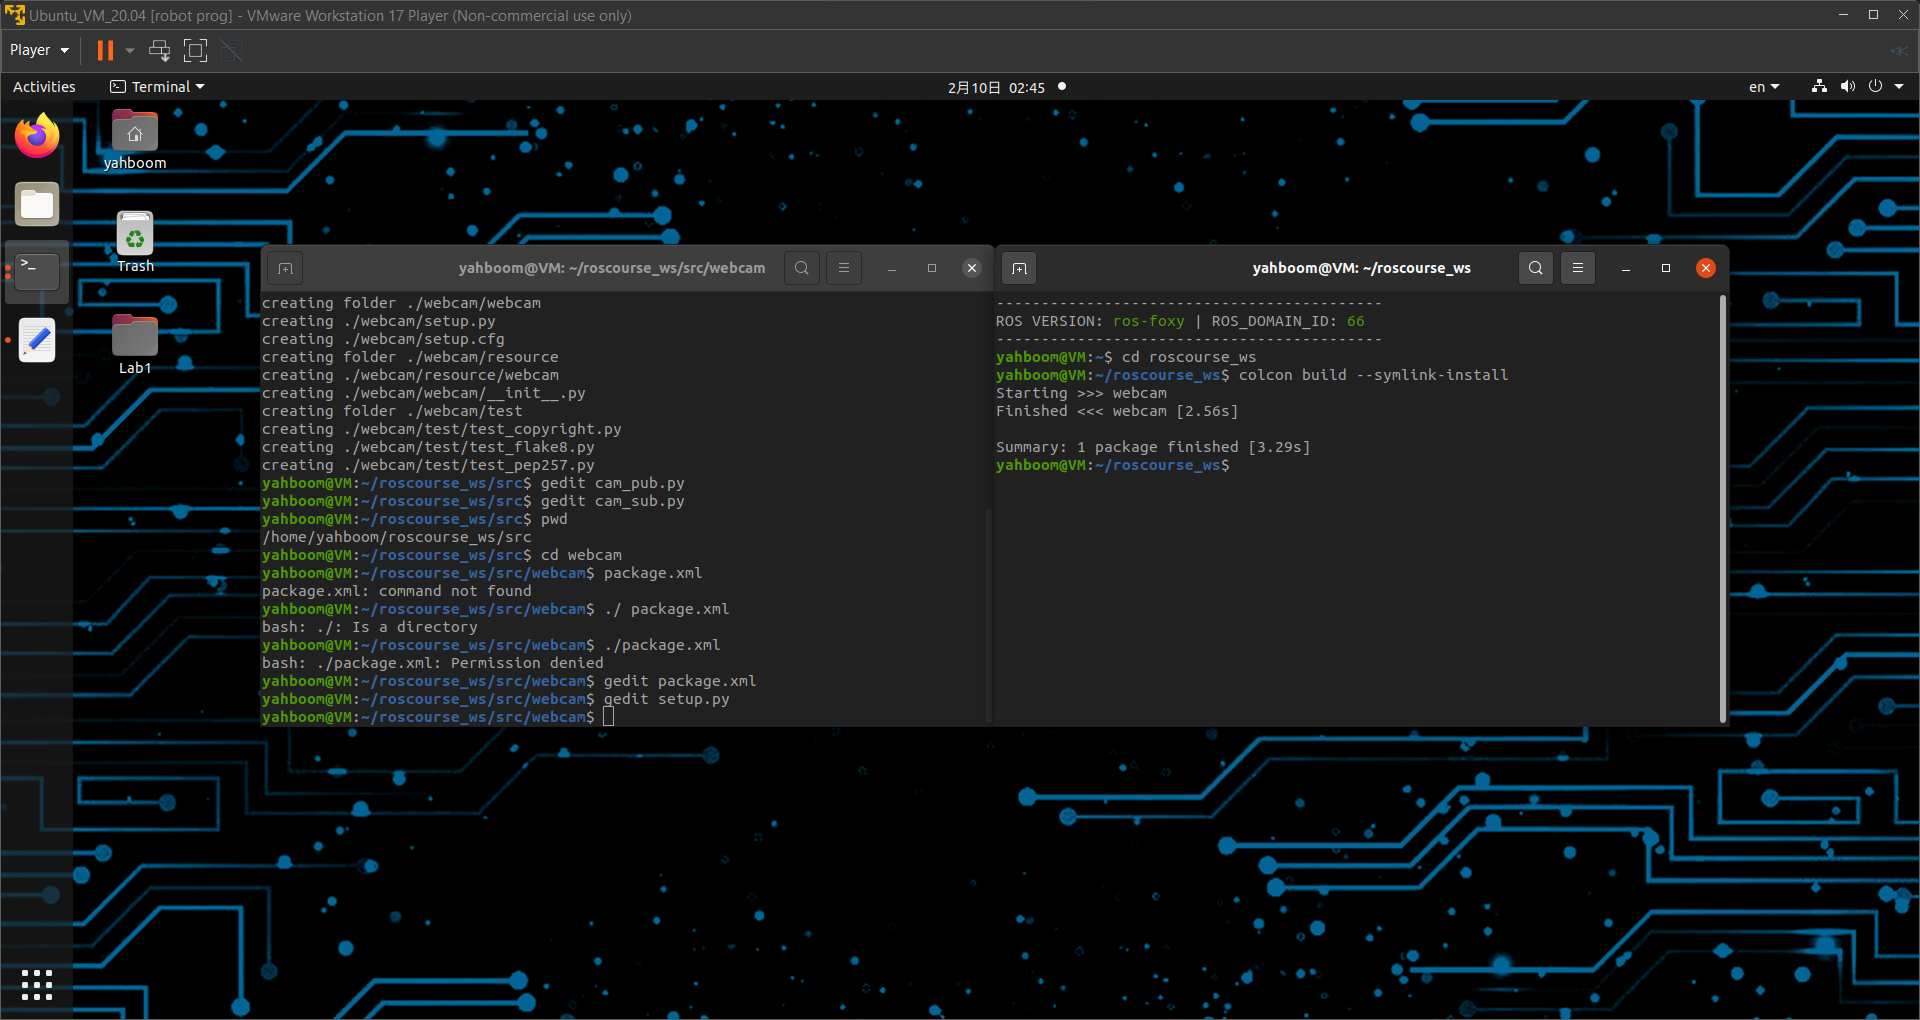 Ubuntu_VM_20.04 [robot prog] - VMware Workstation 17 Player (Non-commercial use only)
Player
Activities
Terminal
2月10日 02:45
en
yahboom
Trash
Lab1
yahboom@VM: ~/roscourse_ws/src/webcam
creating folder ./webcam/webcam
creating ./webcam/setup.py
creating ./webcam/setup.cfg
creating folder ./webcam/resource
creating ./webcam/resource/webcam
creating ./webcam/webcam/__init__.py
creating folder ./webcam/test
creating ./webcam/test/test_copyright.py
creating ./webcam/test/test_flake8.py
creating ./webcam/test/test_pep257.py
yahboom@VM:~/roscourse_ws/src$ gedit cam_pub.py
yahboom@VM:~/roscourse_ws/src$ gedit cam_sub.py
yahboom@VM:~/roscourse_ws/src$ pwd
/home/yahboom/roscourse_ws/src
yahboom@VM:~/roscourse_ws/src$ cd webcam
yahboom@VM:~/roscourse_ws/src/webcam$ package.xml
package.xml: command not found
yahboom@VM:~/roscourse_ws/src/webcam$ ./ package.xml
bash: ./: Is a directory
yahboom@VM:~/roscourse_ws/src/webcam$ ./package.xml
bash: ./package.xml: Permission denied
yahboom@VM:~/roscourse_ws/src/webcam$ gedit package.xml
yahboom@VM:~/roscourse_ws/src/webcam$ gedit setup.py
yahboom@VM:~/roscourse_ws/src/webcam$
yahboom@VM: ~/roscourse_ws
-------------------------------------------
ROS VERSION: ros-foxy | ROS_DOMAIN_ID: 66
-------------------------------------------
yahboom@VM:~$ cd roscourse_ws
yahboom@VM:~/roscourse_ws$ colcon build --symlink-install
Starting >>> webcam
Finished <<< webcam [2.56s]
Summary: 1 package finished [3.29s]
yahboom@VM:~/roscourse_ws$